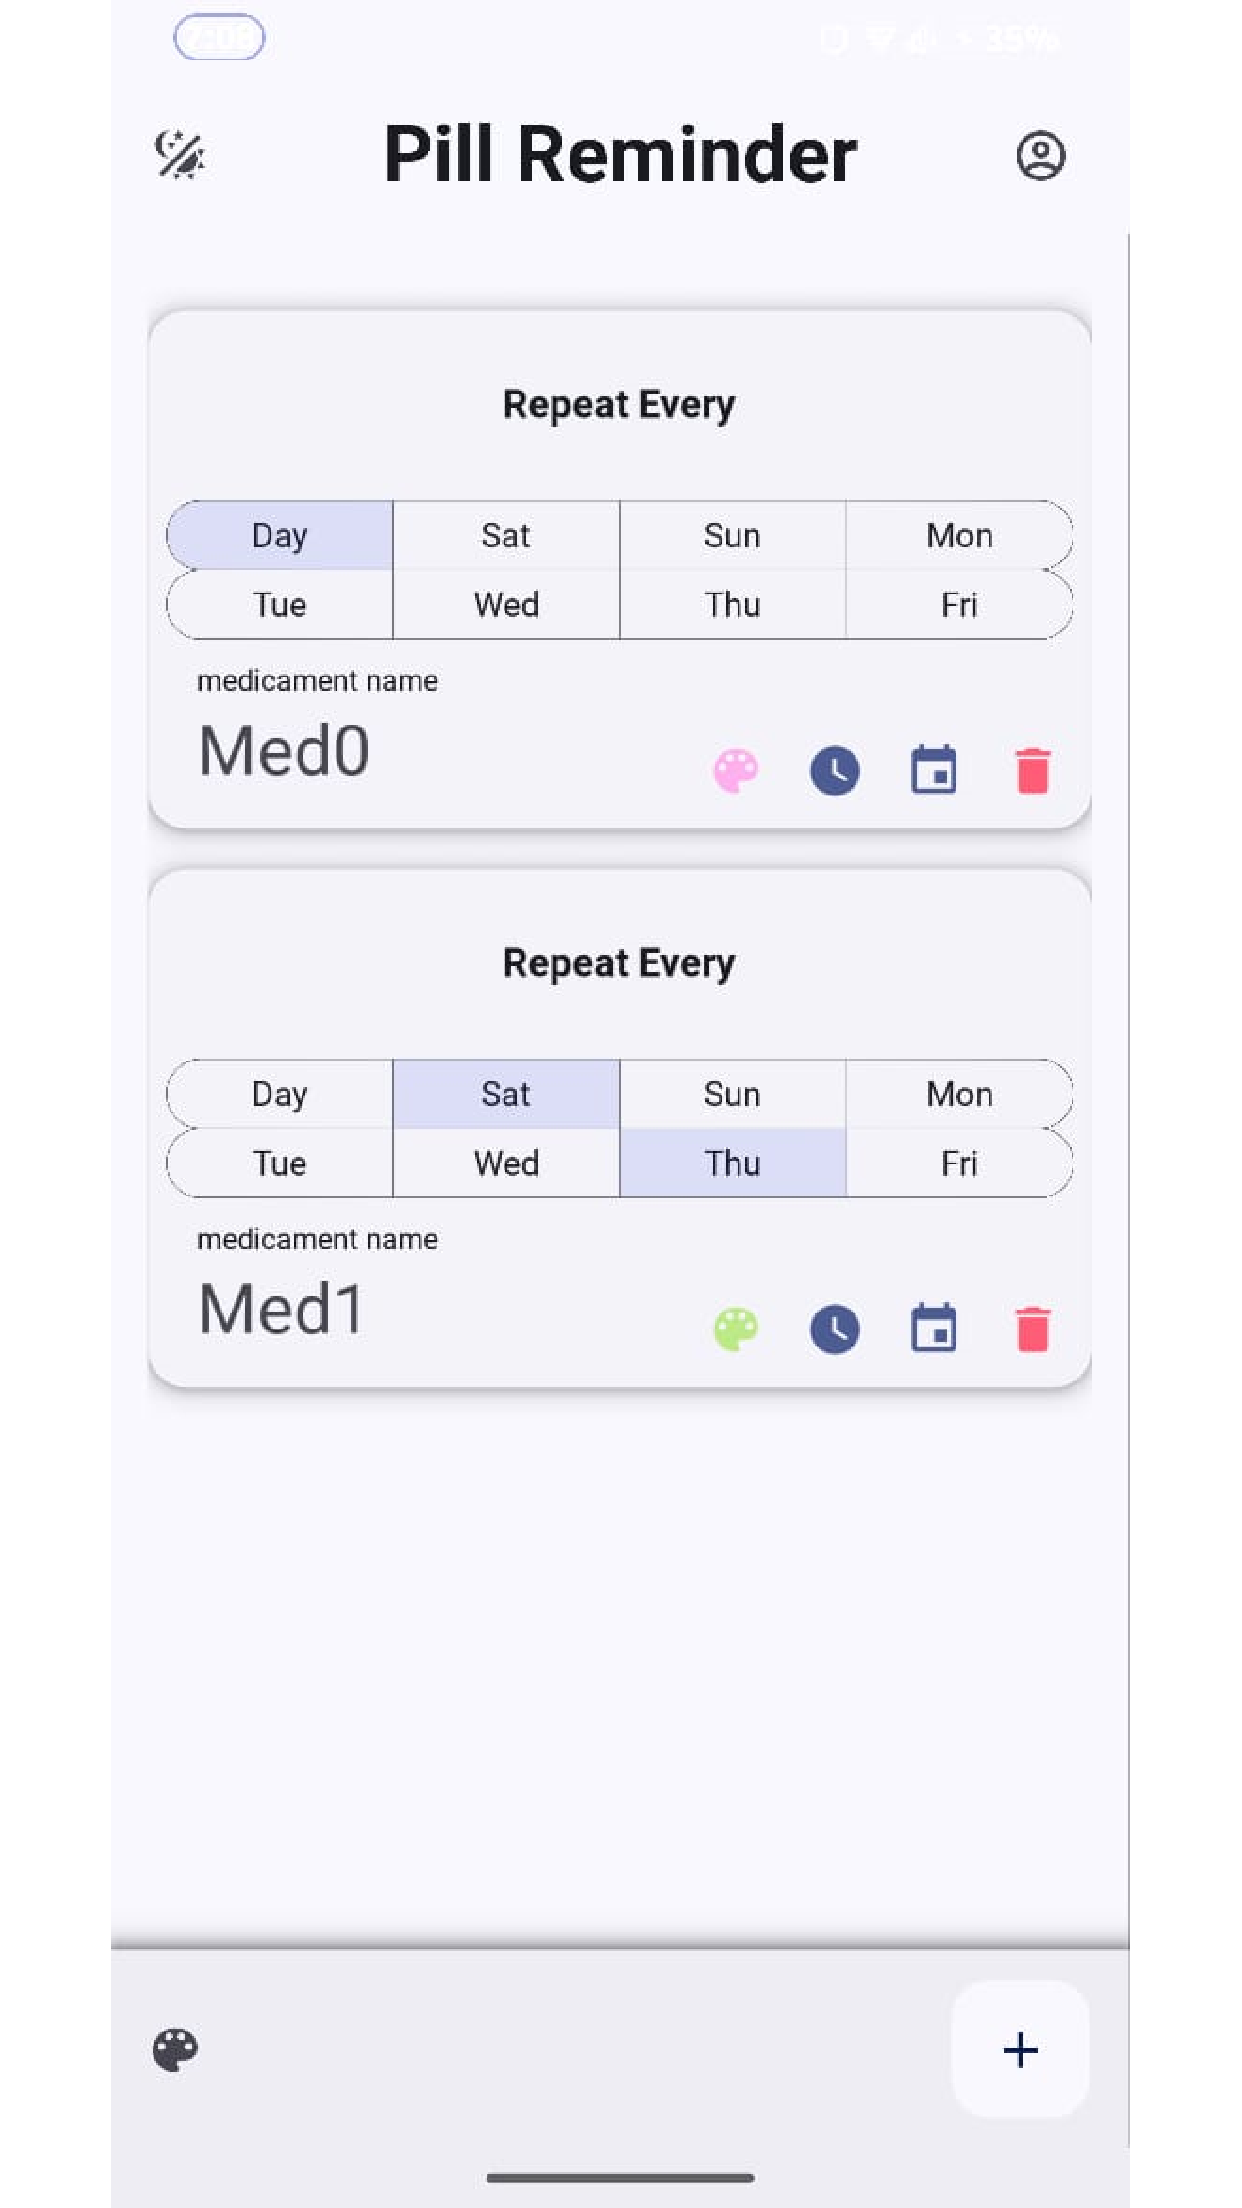 35%
Pill Reminder
Repeat Every
Day Sat Sun Mon
Tue Wed Thu Fri
medicament name
Med0
Repeat Every
Day Sat Sun Mon
Tue Wed Thu Fri
medicament name
Med1